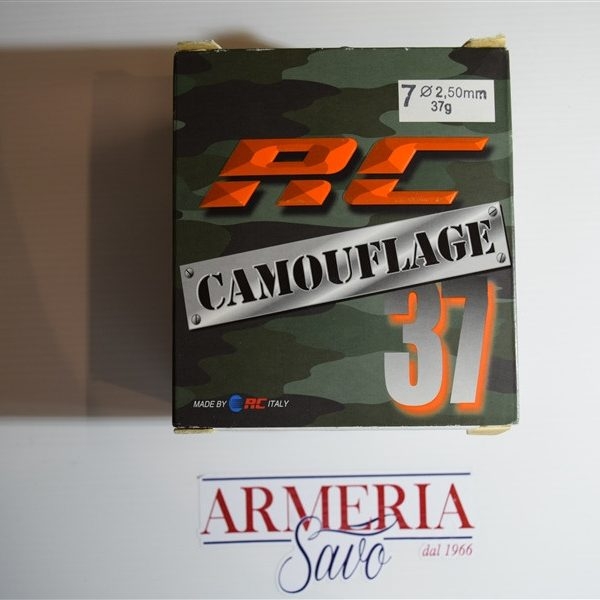 7 Ø 2,50mm
37g
RC
CAMOUFLAGE
37
MADE BY RC ITALY
ARMERIA
Savo
dal 1966